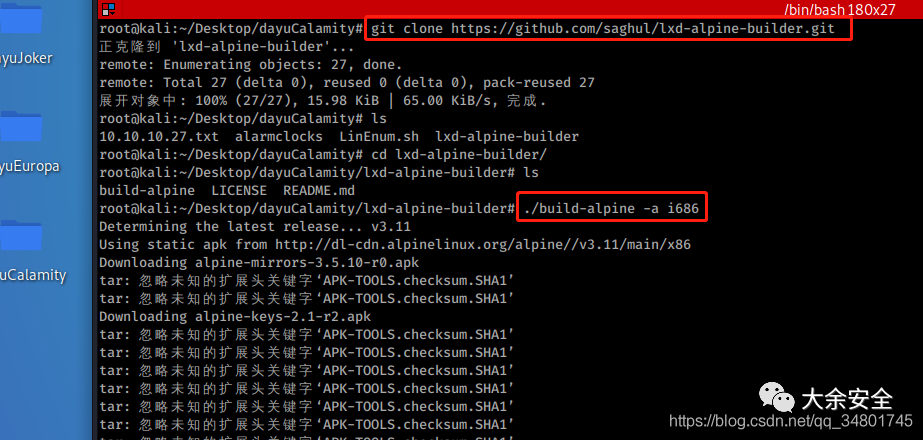 /bin/bash 180x27
root@kali:~/Desktop/dayuCalamity# git clone https://github.com/saghul/lxd-alpine-builder.git
正克隆到 'lxd-alpine-builder'...
remote: Enumerating objects: 27, done.
remote: Total 27 (delta 0), reused 0 (delta 0), pack-reused 27
展开对象中: 100% (27/27), 15.98 KiB | 65.00 KiB/s, 完成.
root@kali:~/Desktop/dayuCalamity# ls
10.10.10.27.txt  alarmclocks  LinEnum.sh  lxd-alpine-builder
root@kali:~/Desktop/dayuCalamity# cd lxd-alpine-builder/
root@kali:~/Desktop/dayuCalamity/lxd-alpine-builder# ls
build-alpine  LICENSE  README.md
root@kali:~/Desktop/dayuCalamity/lxd-alpine-builder# ./build-alpine -a i686
Determining the latest release... v3.11
Using static apk from http://dl-cdn.alpinelinux.org/alpine//v3.11/main/x86
Downloading alpine-mirrors-3.5.10-r0.apk
tar: 忽略未知的扩展头关键字‘APK-TOOLS.checksum.SHA1’
tar: 忽略未知的扩展头关键字‘APK-TOOLS.checksum.SHA1’
Downloading alpine-keys-2.1-r2.apk
tar: 忽略未知的扩展头关键字‘APK-TOOLS.checksum.SHA1’
tar: 忽略未知的扩展头关键字‘APK-TOOLS.checksum.SHA1’
tar: 忽略未知的扩展头关键字‘APK-TOOLS.checksum.SHA1’
tar: 忽略未知的扩展头关键字‘APK-TOOLS.checksum.SHA1’
tar: 忽略未知的扩展头关键字‘APK-TOOLS.checksum.SHA1’
tar: 忽略未知的扩展头关键字‘APK-TOOLS.checksum.SHA1’
ayuJoker
yuEuropa
uCalamity
大余安全
https://blog.csdn.net/qq_34801745